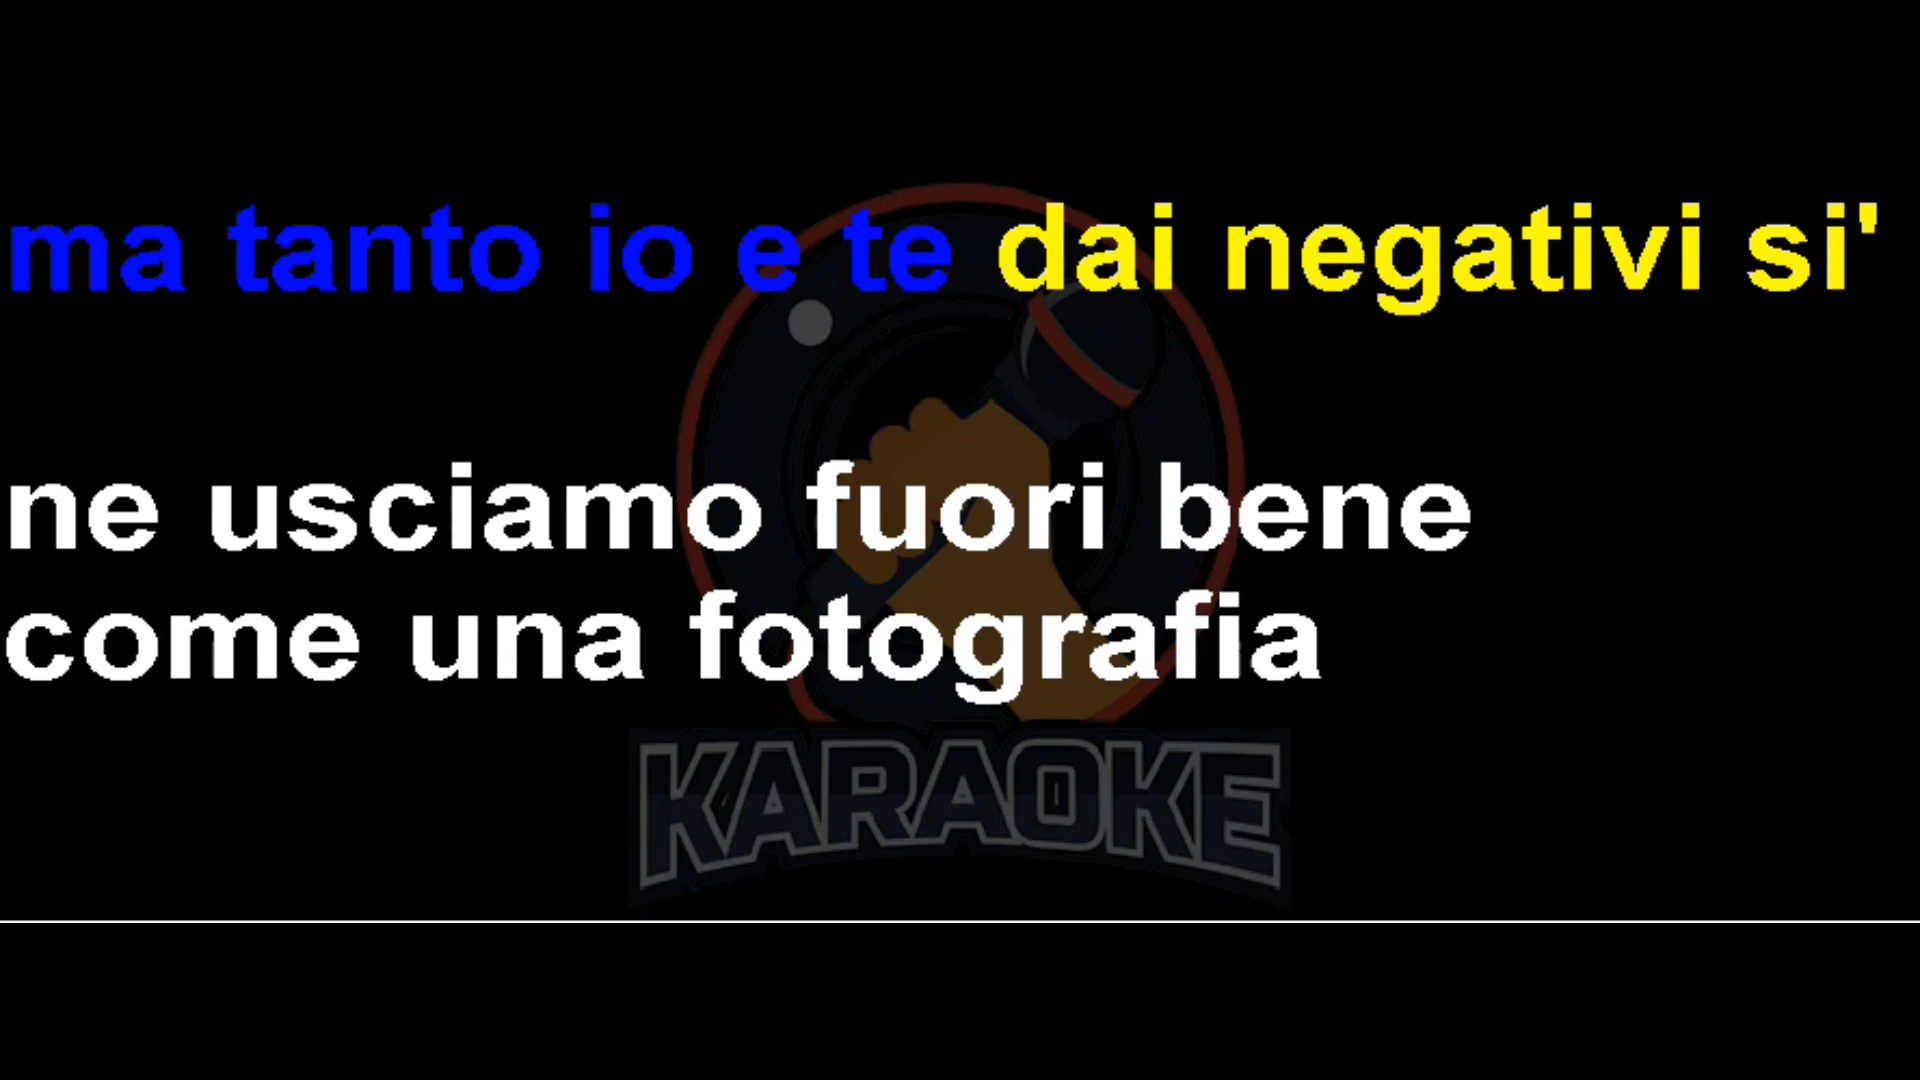 ma tanto io e te dai negativi si'
ne usciamo fuori bene
come una fotografia
KARAOKE